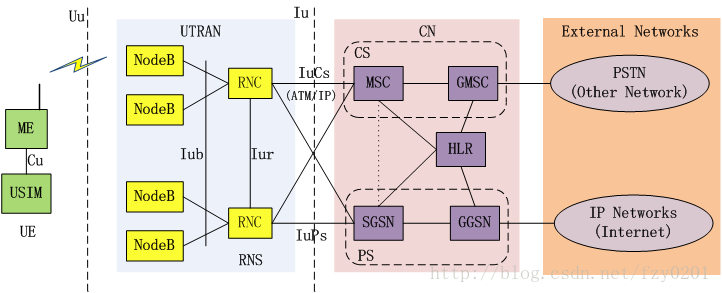 Uu
UTRAN
Iu
CN
External Networks
NodeB
RNC
IuCs
(ATM/IP)
CS
MSC
GMSC
PSTN
(Other Network)
NodeB
ME
Cu
USIM
UE
Iub
Iur
HLR
NodeB
RNC
NodeB
IuPs
RNS
SGSN
GGSN
PS
IP Networks
(Internet)
http://blog.csdn.net/fzy0201